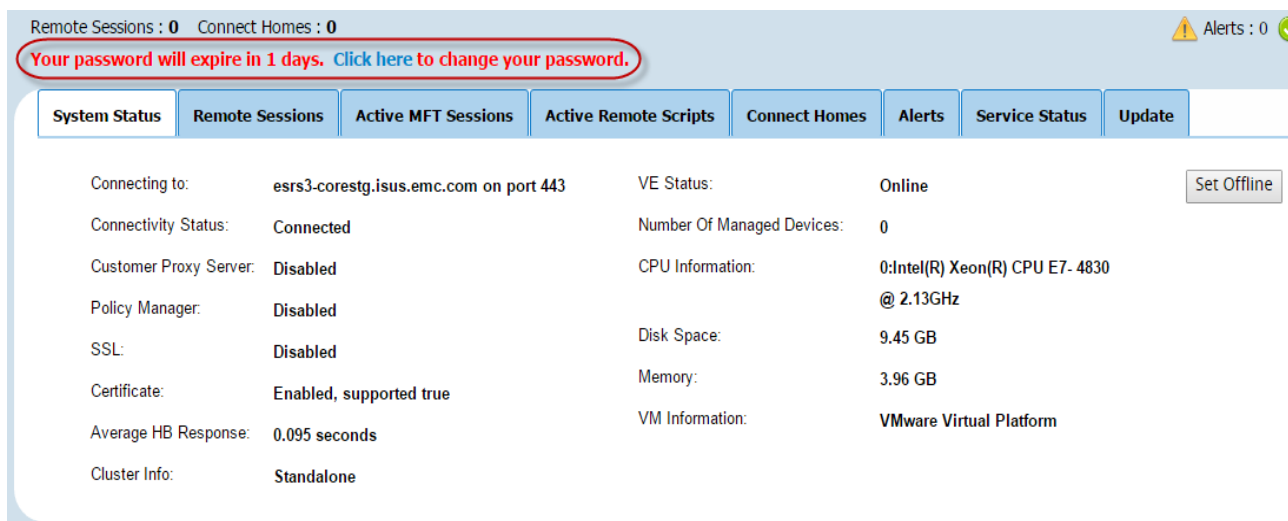 Remote Sessions : 0 Connect Homes : 0
Alerts : 0
Your password will expire in 1 days. Click here to change your password.
System Status Remote Sessions Active MFT Sessions Active Remote Scripts Connect Homes Alerts Service Status Update
Connecting to: esrs3-corestg.isus.emc.com on port 443
Connectivity Status: Connected
Customer Proxy Server: Disabled
Policy Manager: Disabled
SSL: Disabled
Certificate: Enabled, supported true
Average HB Response: 0.095 seconds
Cluster Info: Standalone
VE Status: Online
Number Of Managed Devices: 0
CPU Information: 0:Intel(R) Xeon(R) CPU E7- 4830
@ 2.13GHz
Disk Space: 9.45 GB
Memory: 3.96 GB
VM Information: VMware Virtual Platform
Set Offline